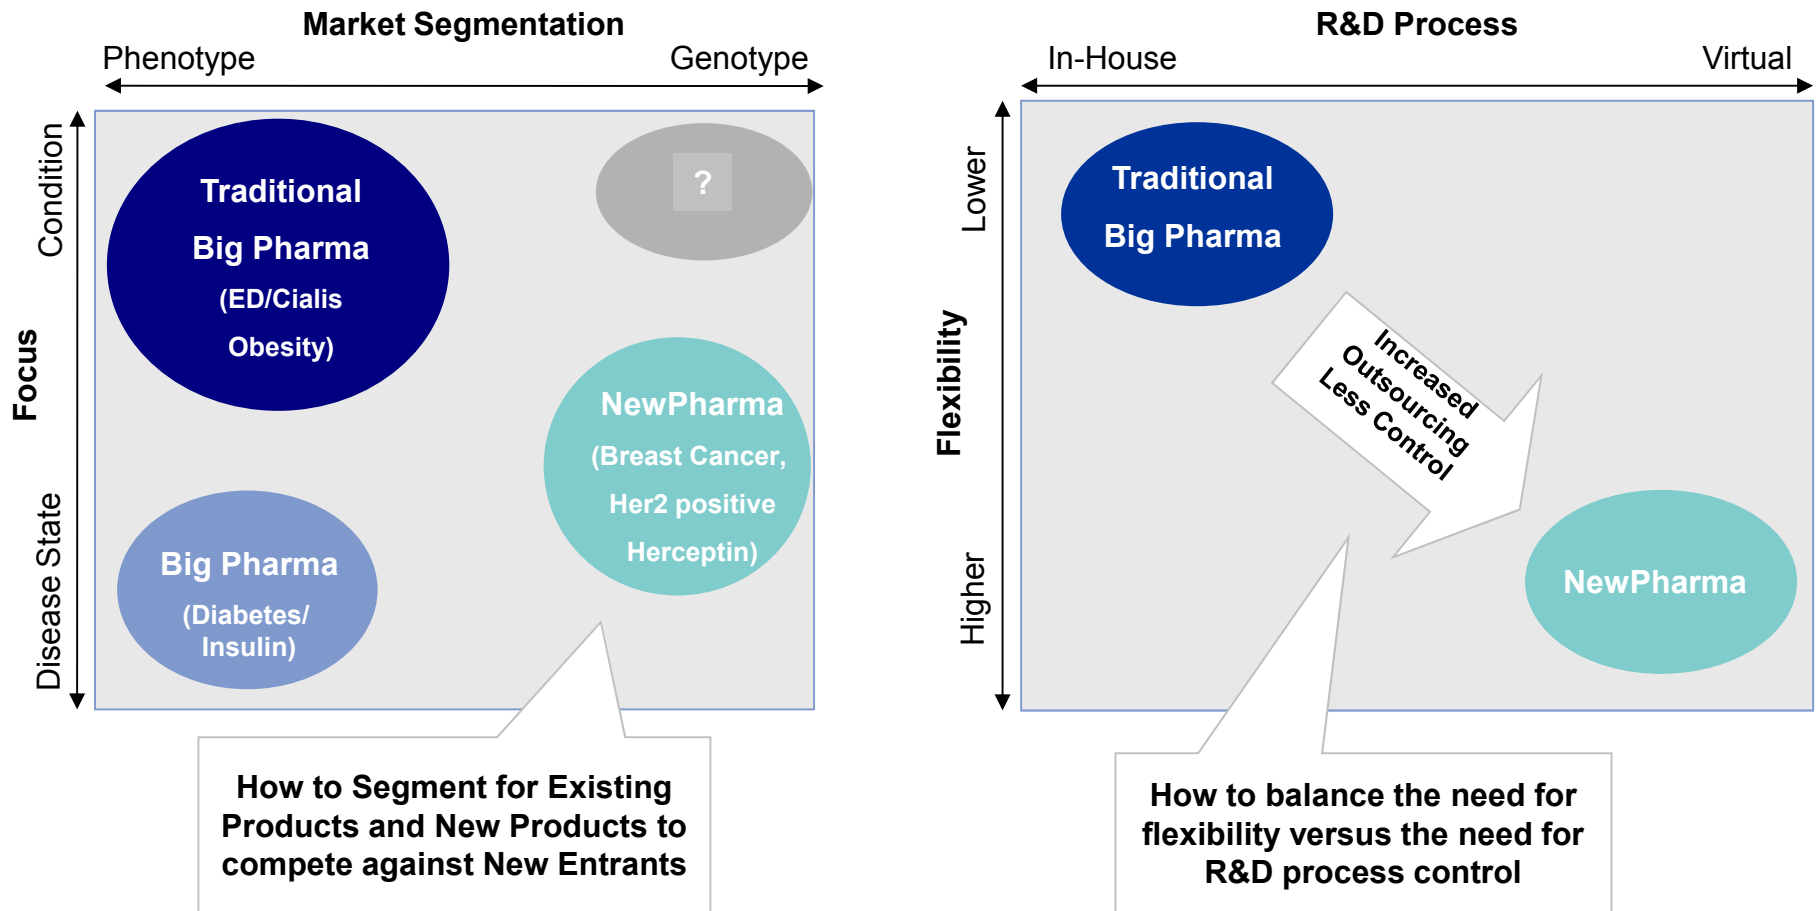 Market Segmentation
Phenotype
Genotype
Focus
Condition
Disease State
Traditional
Big Pharma
(ED/Cialis
Obesity)
?
NewPharma
(Breast Cancer,
Her2 positive
Herceptin)
Big Pharma
(Diabetes/
Insulin)
How to Segment for Existing
Products and New Products to
compete against New Entrants
R&D Process
In-House
Virtual
Flexibility
Lower
Higher
Traditional
Big Pharma
Increased
Outsourcing
Less Control
NewPharma
How to balance the need for
flexibility versus the need for
R&D process control